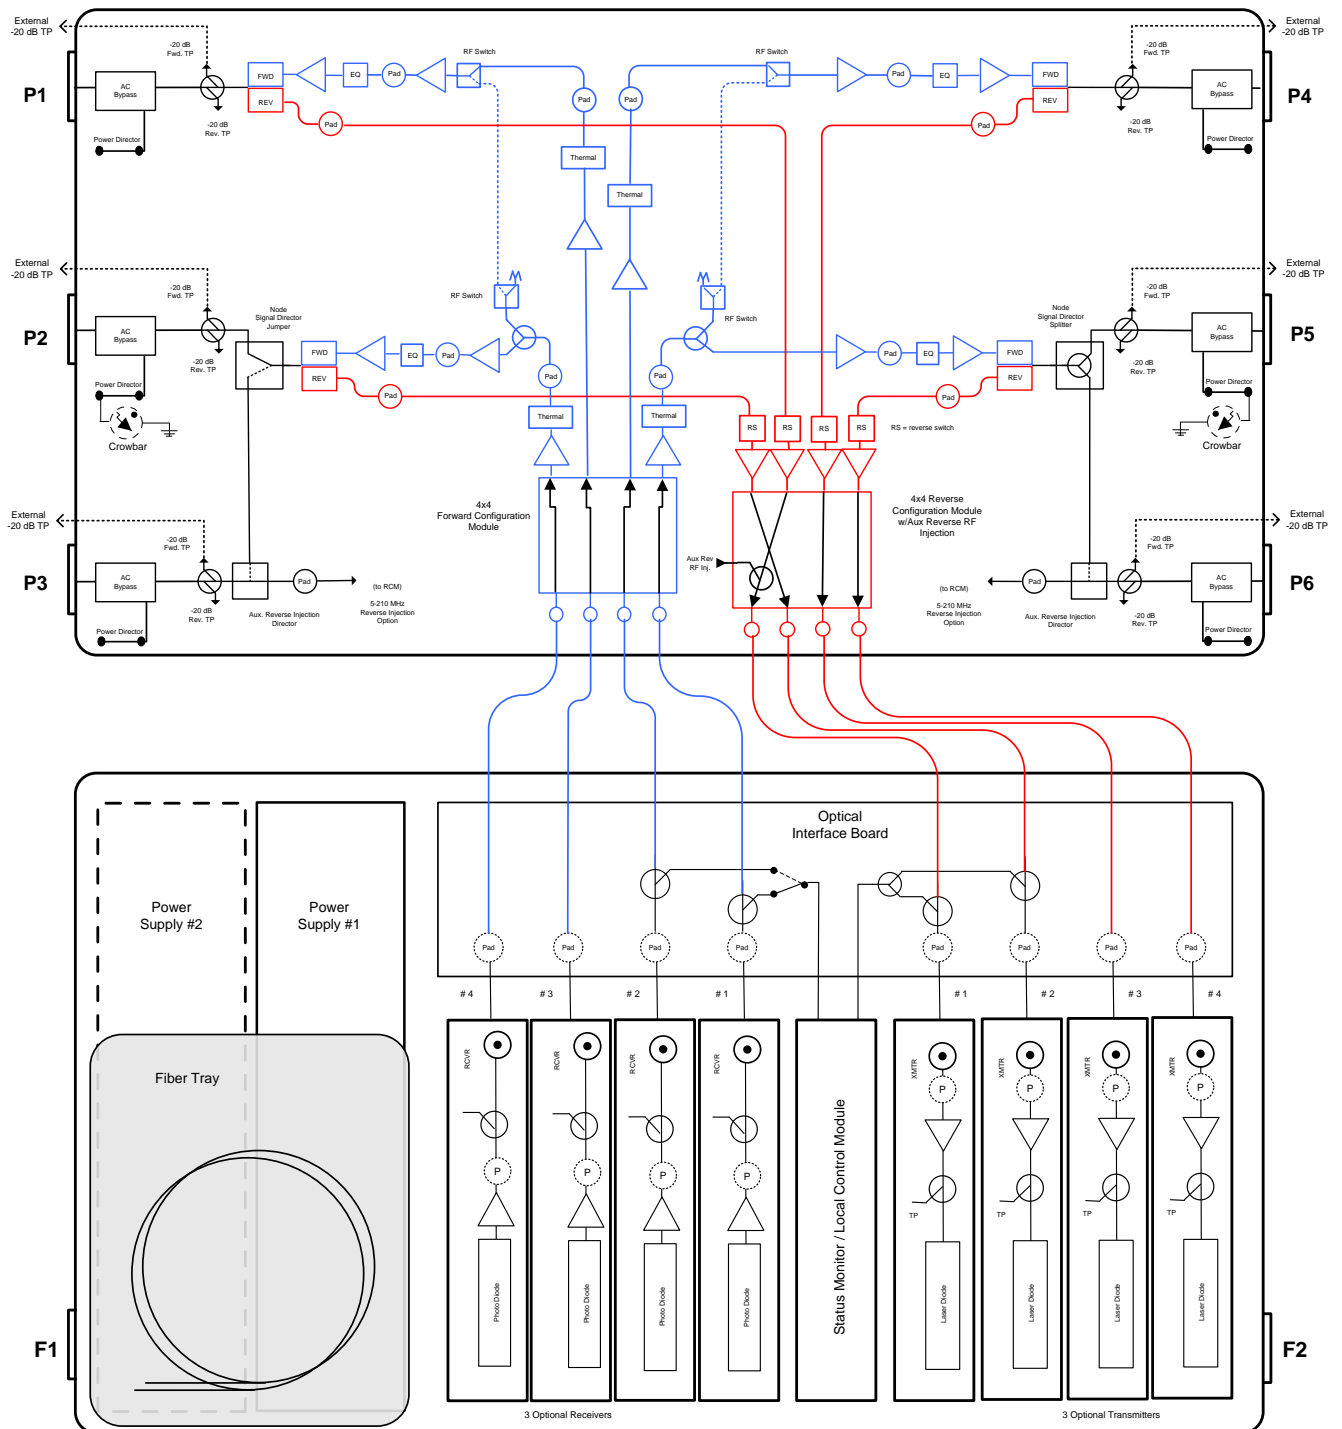 External
-20 dB TP
-20 dB
Fwd. TP
RF Switch
RF Switch
-20 dB
Fwd. TP
External
-20 dB TP
P1
AC
Bypass
FWD
EQ
Pad
Pad
Pad
Pad
EQ
FWD
AC
Bypass
P4
REV
REV
Power Director
-20 dB
Rev. TP
Pad
Pad
-20 dB
Rev. TP
Power Director
Thermal
Thermal
External
-20 dB TP
-20 dB
Fwd. TP
RF Switch
RF Switch
-20 dB
Fwd. TP
External
-20 dB TP
P2
AC
Bypass
Node
Signal Director
Jumper
Node
Signal Director
Splitter
AC
Bypass
P5
-20 dB
Rev. TP
FWD
EQ
Pad
Pad
EQ
FWD
-20 dB
Rev. TP
REV
Pad
Pad
REV
Power Director
Pad
Pad
Power Director
Crowbar
Thermal
Thermal
RS
RS
RS
RS
RS = reverse switch
Crowbar
4x4
Forward Configuration
Module
4x4 Reverse
Configuration Module
w/Aux Reverse RF
Injection
External
-20 dB TP
-20 dB
Fwd. TP
-20 dB
Fwd. TP
External
-20 dB TP
P3
AC
Bypass
Pad
Aux Rev
RF Inj.
Pad
AC
Bypass
P6
(to RCM)
5-210 MHz
Reverse Injection
Option
(to RCM)
5-210 MHz
Reverse Injection
Option
-20 dB
Rev. TP
Aux. Reverse Injection
Director
Aux. Reverse Injection
Director
-20 dB
Rev. TP
Power Director
Power Director
Optical
Interface Board
Power
Supply #2
Power
Supply #1
Pad
Pad
Pad
Pad
Pad
Pad
Pad
Pad
# 4
# 3
# 2
# 1
# 1
# 2
# 3
# 4
Fiber Tray
RCVR
RCVR
RCVR
RCVR
XMTR
XMTR
XMTR
XMTR
P
P
P
P
P
P
P
P
TP
TP
TP
TP
Photo Diode
Photo Diode
Photo Diode
Photo Diode
Status Monitor / Local Control Module
Laser Diode
Laser Diode
Laser Diode
Laser Diode
F1
F2
3 Optional Receivers
3 Optional Transmitters